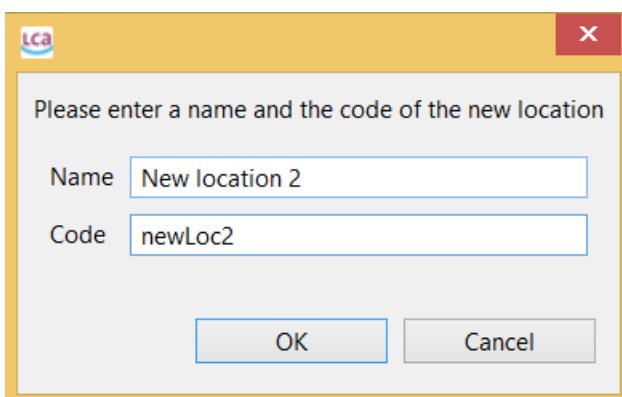 LCA
Please enter a name and the code of the new location
Name New location 2
Code newLoc2
OK Cancel